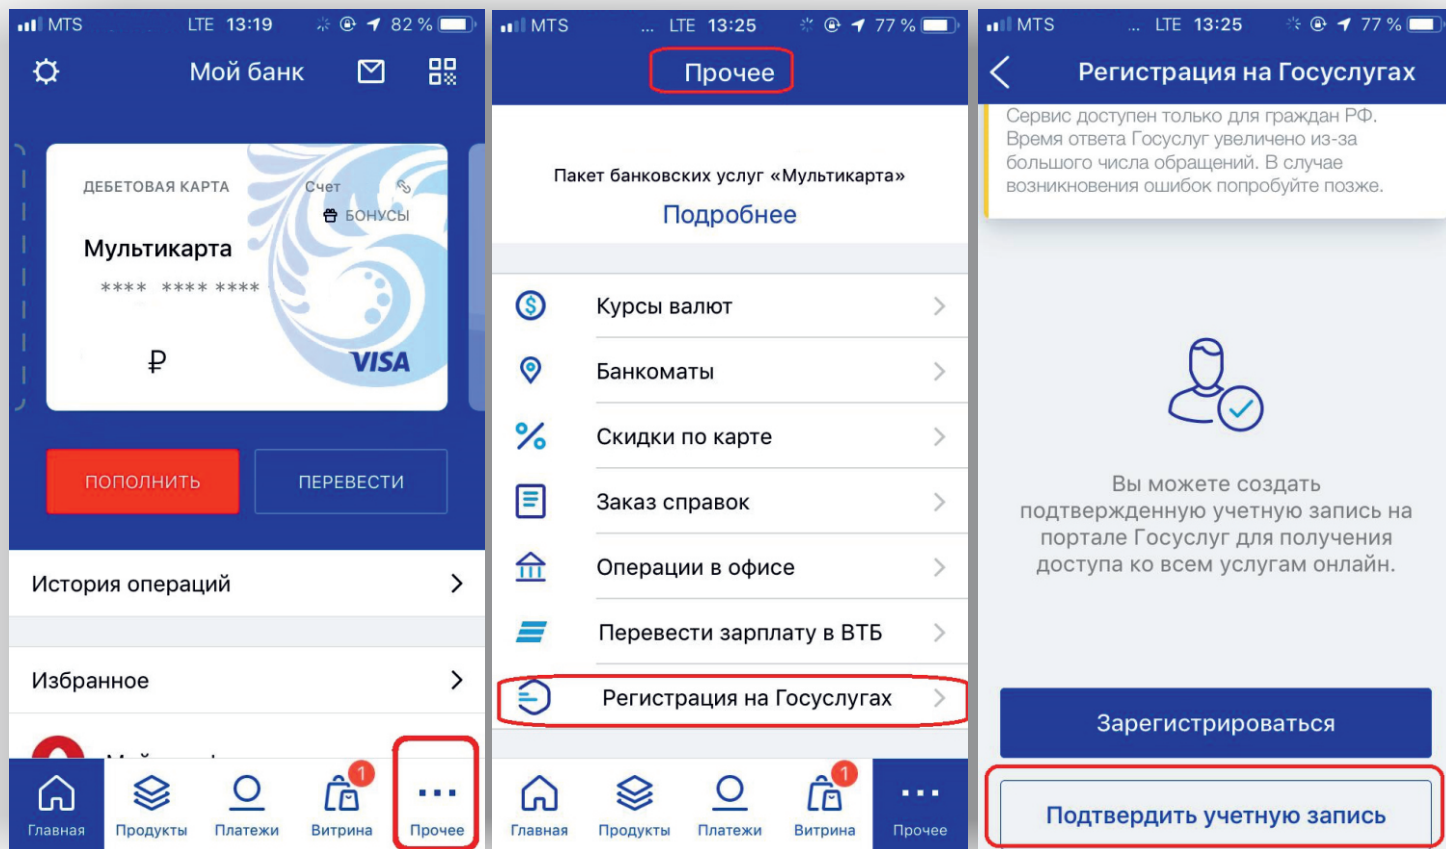 MTS LTE 13:19 82 %
Мой банк
ДЕБЕТОВАЯ КАРТА Счет
БОНУСЫ
Мультикарта
**** **** ****
₽ VISA
ПОПОЛНИТЬ ПЕРЕВЕСТИ
История операций
Избранное
Главная Продукты Платежи Витрина 1 Прочее
MTS ... LTE 13:25 77 %
Прочее
Пакет банковских услуг «Мультикарта»
Подробнее
Курсы валют
Банкоматы
Скидки по карте
Заказ справок
Операции в офисе
Перевести зарплату в ВТБ
Регистрация на Госуслугах
Главная Продукты Платежи Витрина 1 Прочее
MTS ... LTE 13:25 77 %
Регистрация на Госуслугах
Сервис доступен только для граждан РФ.
Время ответа Госуслуг увеличено из-за
большого числа обращений. В случае
возникновения ошибок попробуйте позже.
Вы можете создать
подтвержденную учетную запись на
портале Госуслуг для получения
доступа ко всем услугам онлайн.
Зарегистрироваться
Подтвердить учетную запись